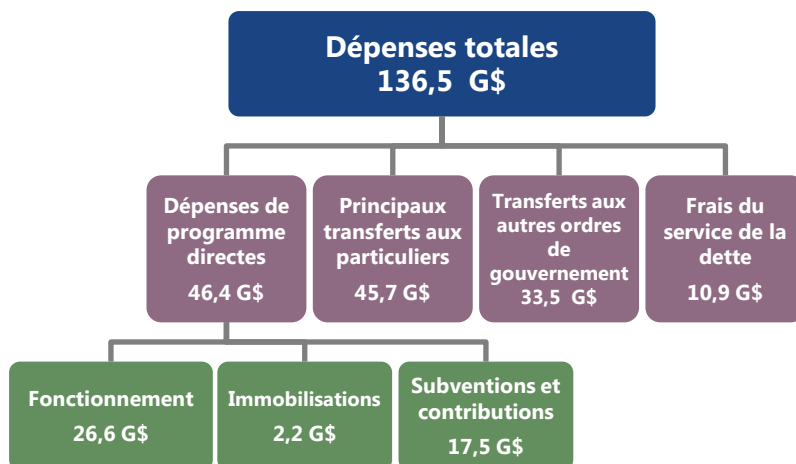 Dépenses totales
136,5 G$
Dépenses de
programme
directes
46,4 G$
Principaux
transferts aux
particuliers
45,7 G$
Transferts aux
autres ordres
de
gouvernement
33,5 G$
Frais du
service de la
dette
10,9 G$
Fonctionnement
26,6 G$
Immobilisations
2,2 G$
Subventions et
contributions
17,5 G$